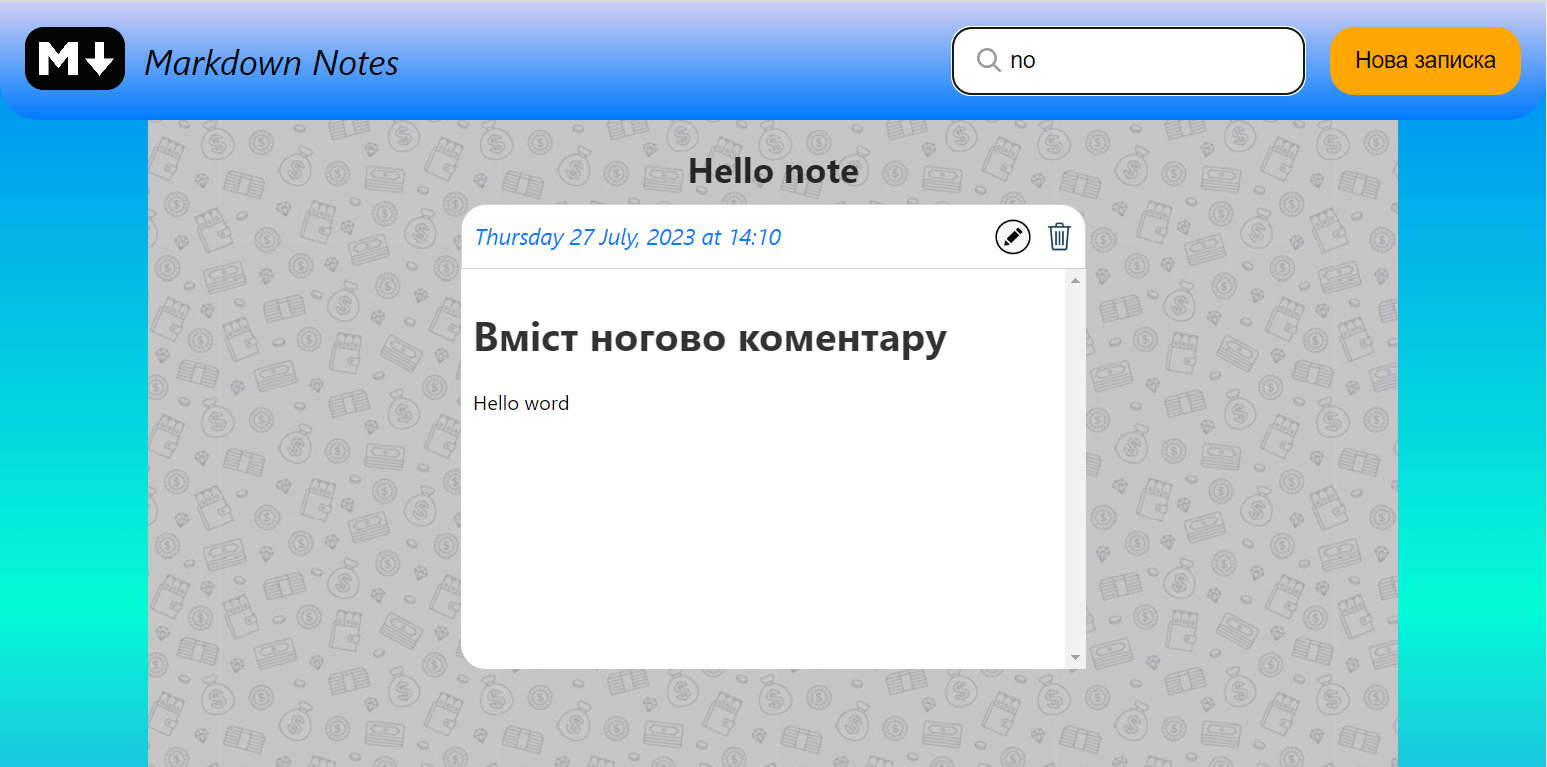 M
Markdown Notes
no
Нова записка
Hello note
Thursday 27 July, 2023 at 14:10
Вміст ногово коментару
Hello word